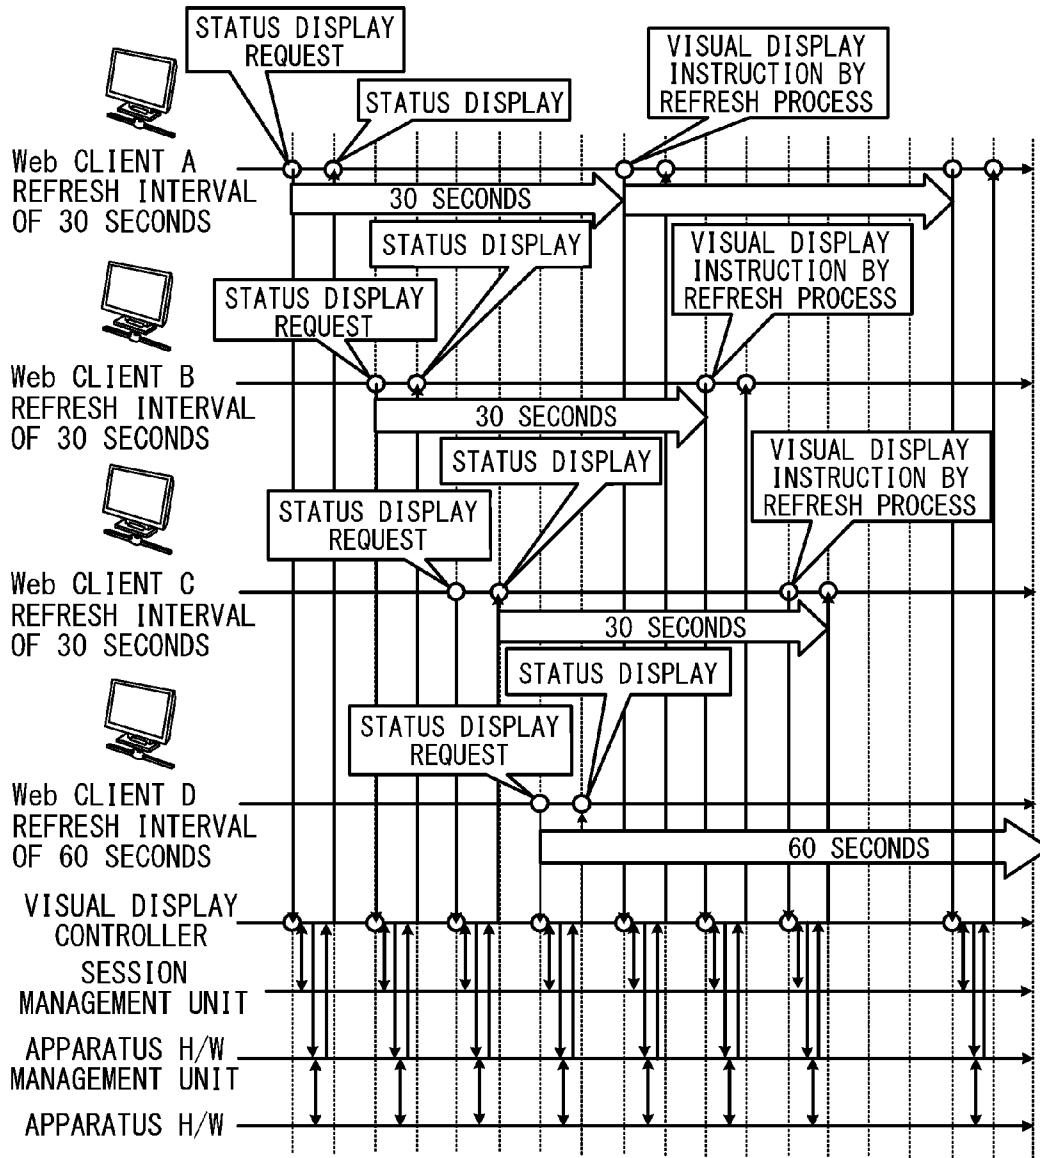 STATUS DISPLAY
REQUEST
STATUS DISPLAY
VISUAL DISPLAY
INSTRUCTION BY
REFRESH PROCESS
Web CLIENT A
REFRESH INTERVAL
OF 30 SECONDS
30 SECONDS
STATUS DISPLAY
VISUAL DISPLAY
INSTRUCTION BY
REFRESH PROCESS
STATUS DISPLAY
REQUEST
Web CLIENT B
REFRESH INTERVAL
OF 30 SECONDS
30 SECONDS
STATUS DISPLAY
VISUAL DISPLAY
INSTRUCTION BY
REFRESH PROCESS
STATUS DISPLAY
REQUEST
Web CLIENT C
REFRESH INTERVAL
OF 30 SECONDS
30 SECONDS
STATUS DISPLAY
STATUS DISPLAY
REQUEST
Web CLIENT D
REFRESH INTERVAL
OF 60 SECONDS
60 SECONDS
VISUAL DISPLAY
CONTROLLER
SESSION
MANAGEMENT UNIT
APPARATUS H/W
MANAGEMENT UNIT
APPARATUS H/W